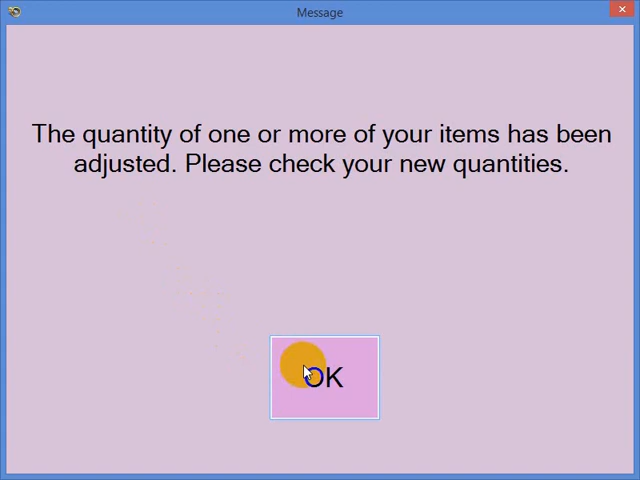 Message
The quantity of one or more of your items has been
adjusted. Please check your new quantities.
OK